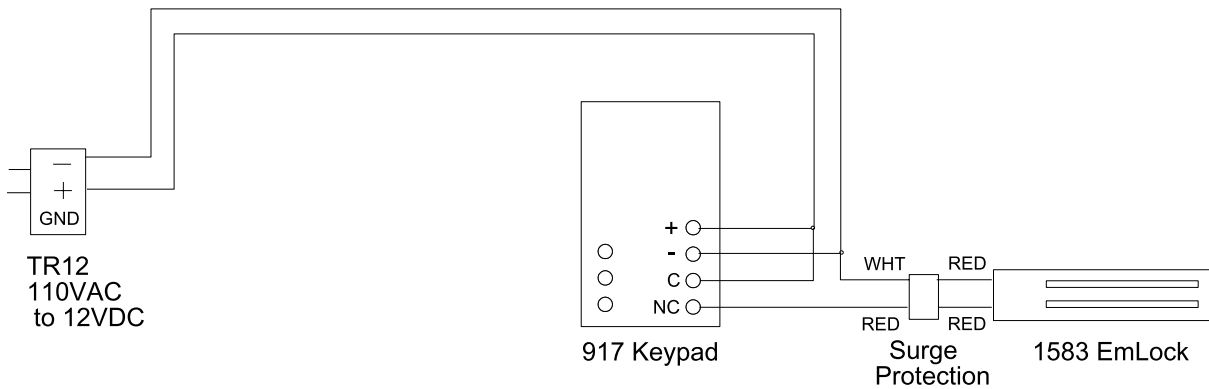 —
+
GND
TR12
110VAC
to 12VDC
+
-
C
NC
917 Keypad
WHT
RED
RED
RED
Surge
Protection
1583 EmLock